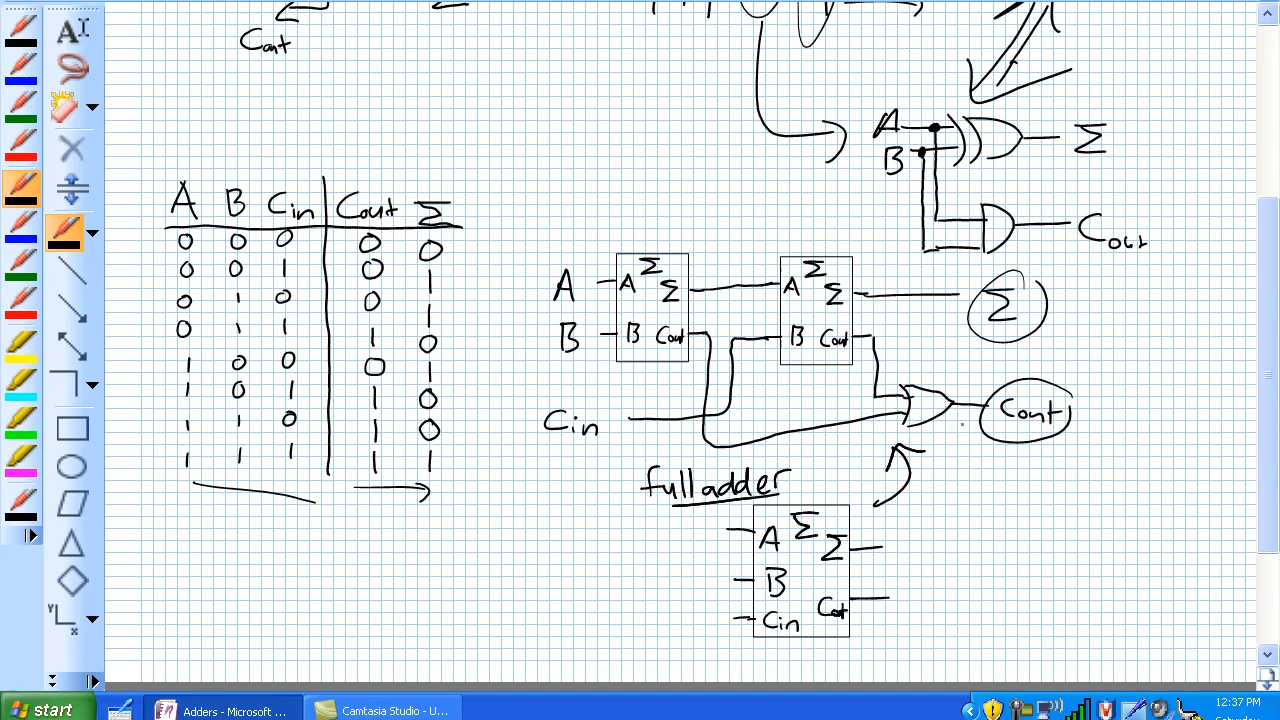 Cout
A
B
Σ
Cout
A B Cin Cout Σ
0 0 0 0 0
0 0 1 0 1
0 1 0 0 1
0 1 1 1 0
1 0 0 0 1
1 0 1 1 0
1 1 0 1 0
1 1 1 1 1
A A Σ Σ A Σ Σ Σ
B B Cout B Cout
Cin Cout
full adder
A Σ Σ
B
Cin Cout
start Adders - Microsoft ... Camtasia Studio - U... 12:37 PM
Saturday